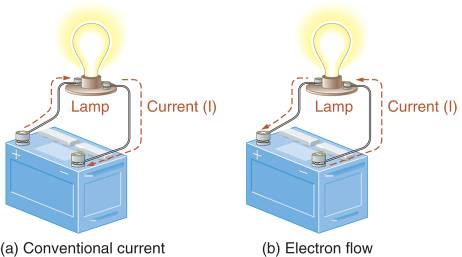 Lamp
Current (I)
+
−
(a) Conventional current
Lamp
Current (I)
+
−
(b) Electron flow